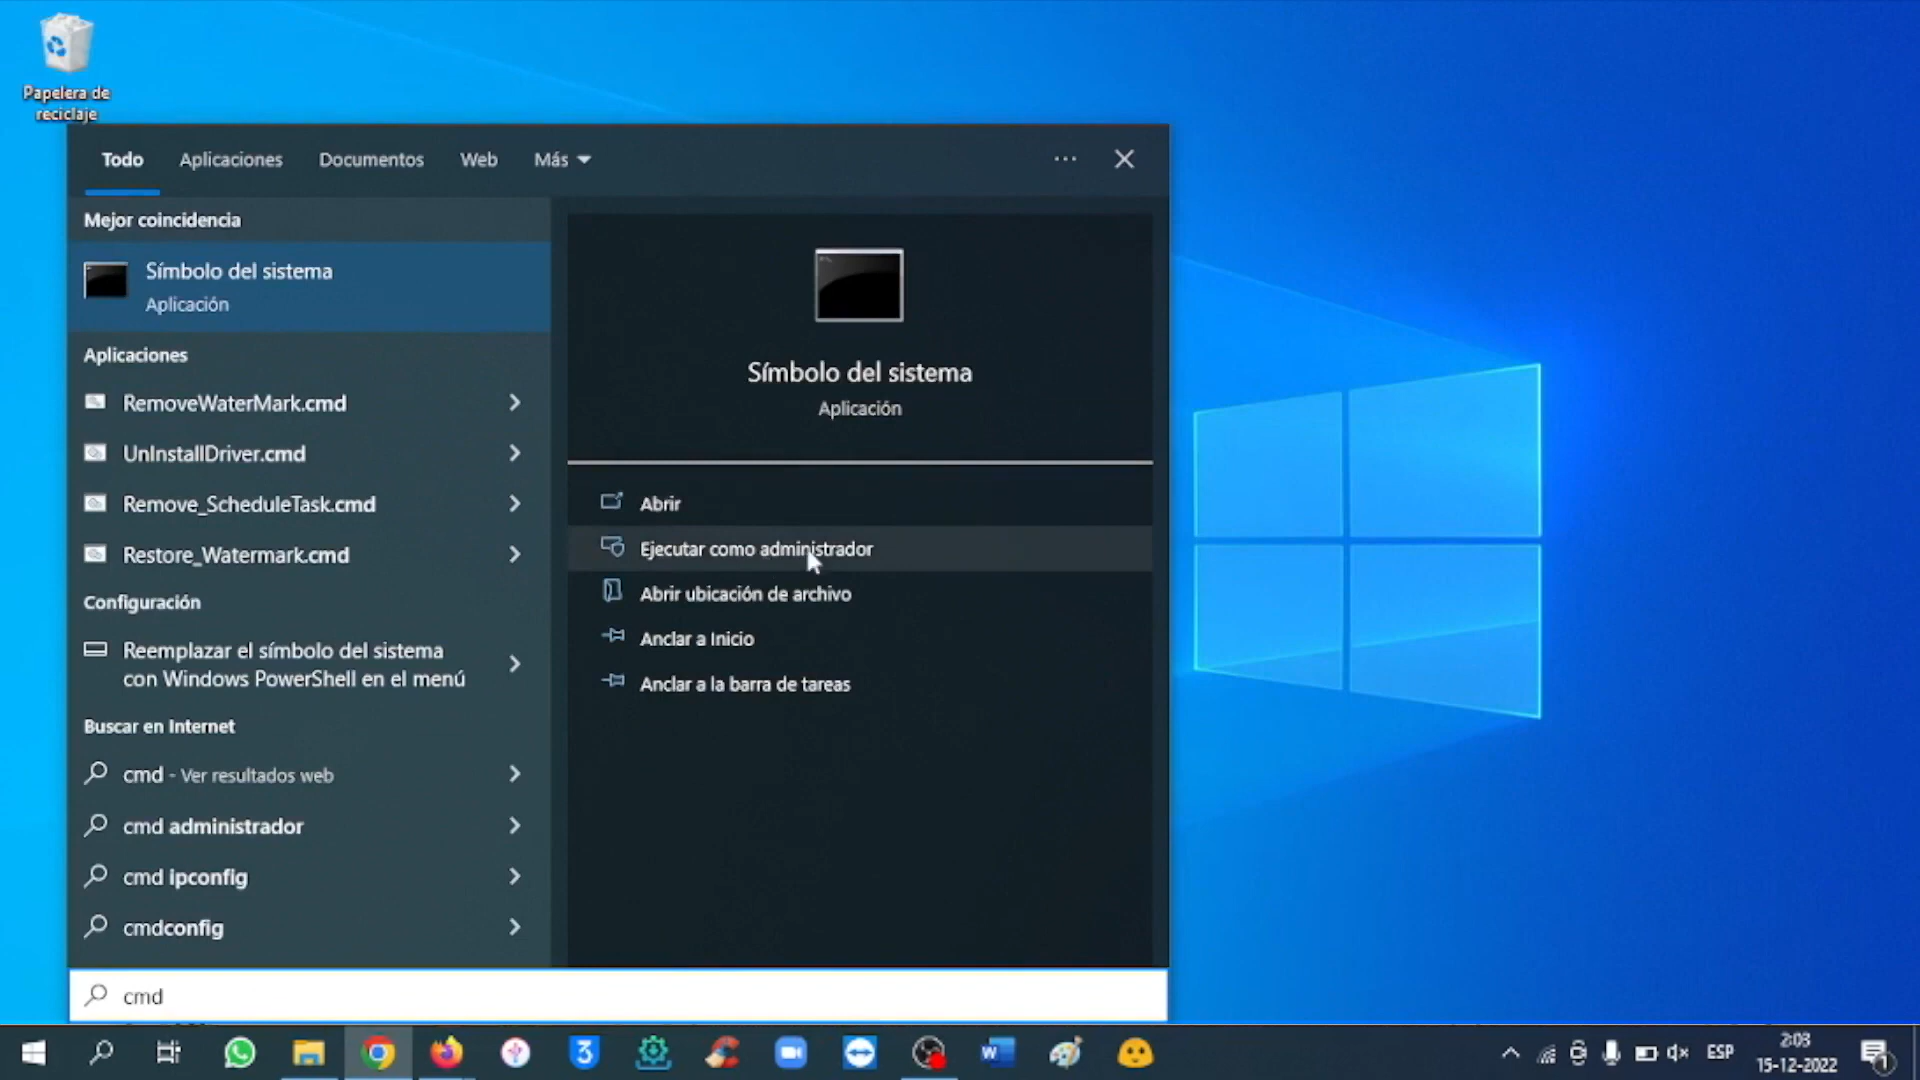 Papelera de
reciclaje
Todo
Aplicaciones
Documentos
Web
Más
Mejor coincidencia
Símbolo del sistema
Aplicación
Aplicaciones
RemoveWaterMark.cmd
UnInstallDriver.cmd
Remove_ScheduleTask.cmd
Restore_Watermark.cmd
Configuración
Reemplazar el símbolo del sistema
con Windows PowerShell en el menú
Buscar en Internet
cmd - Ver resultados web
cmd administrador
cmd ipconfig
cmdconfig
Símbolo del sistema
Aplicación
Abrir
Ejecutar como administrador
Abrir ubicación de archivo
Anclar a Inicio
Anclar a la barra de tareas
cmd
3
W
ESP
2:03
15-12-2022
1